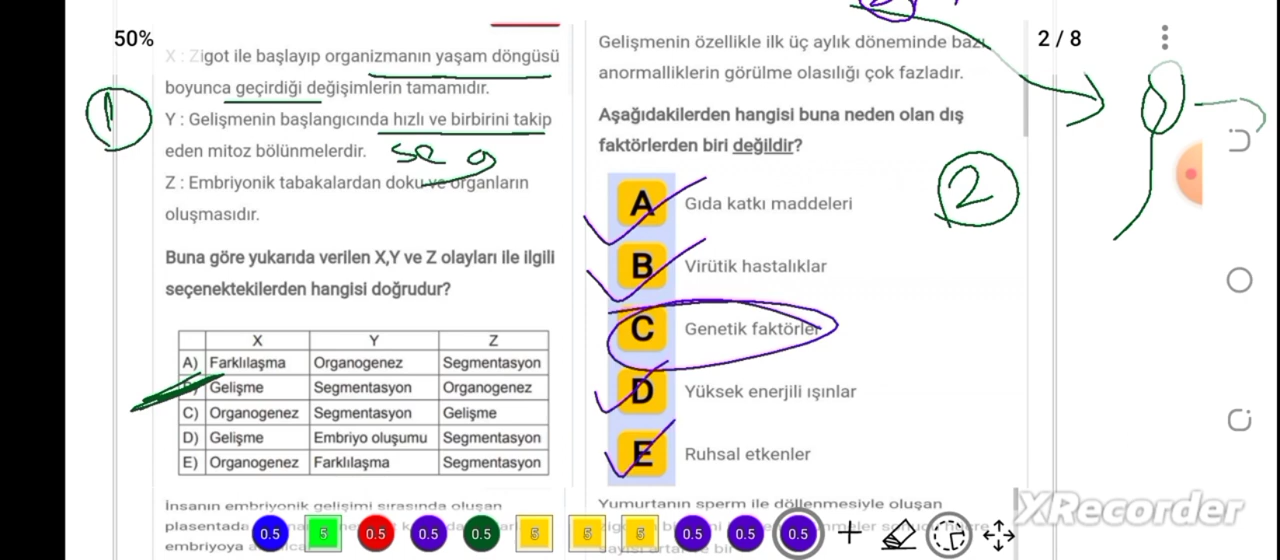 50%
2 / 8
X : Zigot ile başlayıp organizmanın yaşam döngüsü
boyunca geçirdiği değişimlerin tamamıdır.
Y : Gelişmenin başlangıcında hızlı ve birbirini takip
eden mitoz bölünmelerdir.
Z : Embriyonik tabakalardan doku ve organların
oluşmasıdır.
Buna göre yukarıda verilen X,Y ve Z olayları ile ilgili
seçenektekilerden hangisi doğrudur?
X Y Z
A) Farklılaşma Organogenez Segmentasyon
Gelişme Segmentasyon Organogenez
C) Organogenez Segmentasyon Gelişme
D) Gelişme Embriyo oluşumu Segmentasyon
E) Organogenez Farklılaşma Segmentasyon
İnsanın embriyonik gelişimi sırasında oluşan
plasentada
embriyoya
1
se g
Gelişmenin özellikle ilk üç aylık döneminde bazı
anormalliklerin görülme olasılığı çok fazladır.
Aşağıdakilerden hangisi buna neden olan dış
faktörlerden biri değildir?
A Gıda katkı maddeleri
B Virütik hastalıklar
C Genetik faktörler
D Yüksek enerjili ışınlar
E Ruhsal etkenler
2
Yumurtanın sperm ile döllenmesiyle oluşan
0.5 5 0.5 0.5 0.5 5 5 5 0.5 0.5 0.5
XRecorder